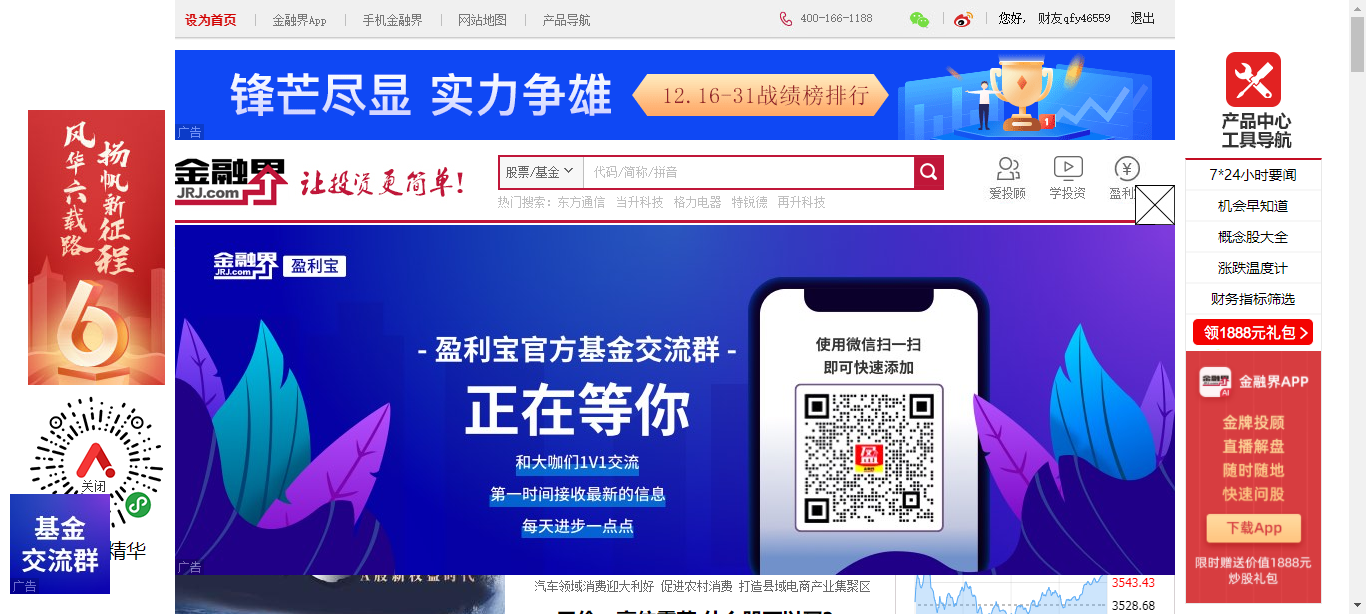 设为首页 金融界App 手机金融界 网站地图 产品导航 400-166-1188 您好, 财友qfy46559 退出
锋芒尽显 实力争雄 12.16-31战绩榜排行
广告
1
金融界
JRJ.com
让投资更简单!
股票/基金 代码/简称/拼音
热门搜索: 东方通信 当升科技 格力电器 特锐德 再升科技
爱投顾 学投资 盈利
扬帆新征程
风华六载路
6
关闭
基金
交流群
广告
精华
金融界
JRJ.com
盈利宝
- 盈利宝官方基金交流群 -
正在等你
和大咖们1V1交流
第一时间接收最新的信息
每天进步一点点
使用微信扫一扫
即可快速添加
盈
广告
A股新权益时代
汽车领域消费迎大利好 促进农村消费 打造县域电商产业集聚区
3543.43
3528.68
产品中心
工具导航
7*24小时要闻
机会早知道
概念股大全
涨跌温度计
财务指标筛选
领1888元礼包
金融界
AI
金融界APP
金牌投顾
直播解盘
随时随地
快速问股
下载App
限时赠送价值1888元
炒股礼包